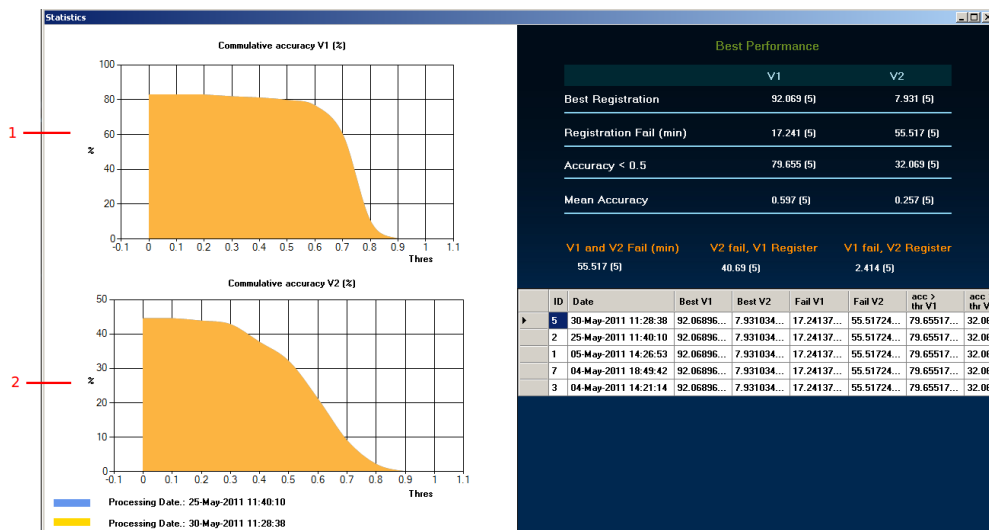 Statistics
Commulative accuracy V1 (%)
100
80
60
40
20
0
%
-0.1 0 0.1 0.2 0.3 0.4 0.5 0.6 0.7 0.8 0.9 1 1.1
Thres
1
Commulative accuracy V2 (%)
50
40
30
20
10
0
%
-0.1 0 0.1 0.2 0.3 0.4 0.5 0.6 0.7 0.8 0.9 1 1.1
Thres
2
Processing Date.: 25-May-2011 11:40:10
Processing Date.: 30-May-2011 11:28:38
Best Performance
V1 V2
Best Registration 92.069 (5) 7.931 (5)
Registration Fail (min) 17.241 (5) 55.517 (5)
Accuracy < 0.5 79.655 (5) 32.069 (5)
Mean Accuracy 0.597 (5) 0.257 (5)
V1 and V2 Fail (min) V2 fail, V1 Register V1 fail, V2 Register
55.517 (5) 40.69 (5) 2.414 (5)
ID Date Best V1 Best V2 Fail V1 Fail V2 acc > thr V1 acc thr V
5 30-May-2011 11:28:38 92.06896... 7.931034... 17.24137... 55.51724... 79.65517... 32.06
2 25-May-2011 11:40:10 92.06896... 7.931034... 17.24137... 55.51724... 79.65517... 32.06
1 05-May-2011 14:26:53 92.06896... 7.931034... 17.24137... 55.51724... 79.65517... 32.06
7 04-May-2011 18:49:42 92.06896... 7.931034... 17.24137... 55.51724... 79.65517... 32.06
3 04-May-2011 14:21:14 92.06896... 7.931034... 17.24137... 55.51724... 79.65517... 32.06